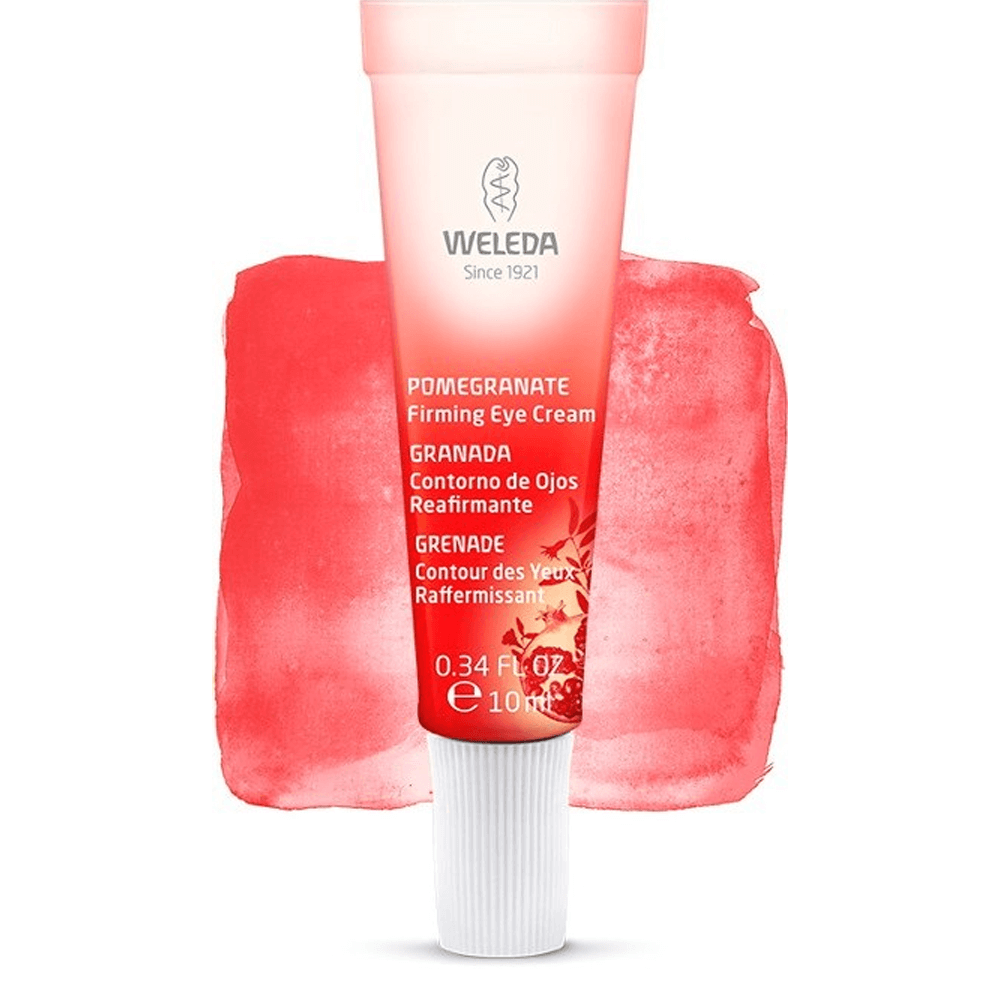 WELEDA
Since 1921
POMEGRANATE
Firming Eye Cream
GRANADA
Contorno de Ojos
Reafirmante
GRENADE
Contour des Yeux
Raffermissant
0.34 FL OZ
℮ 10 ml